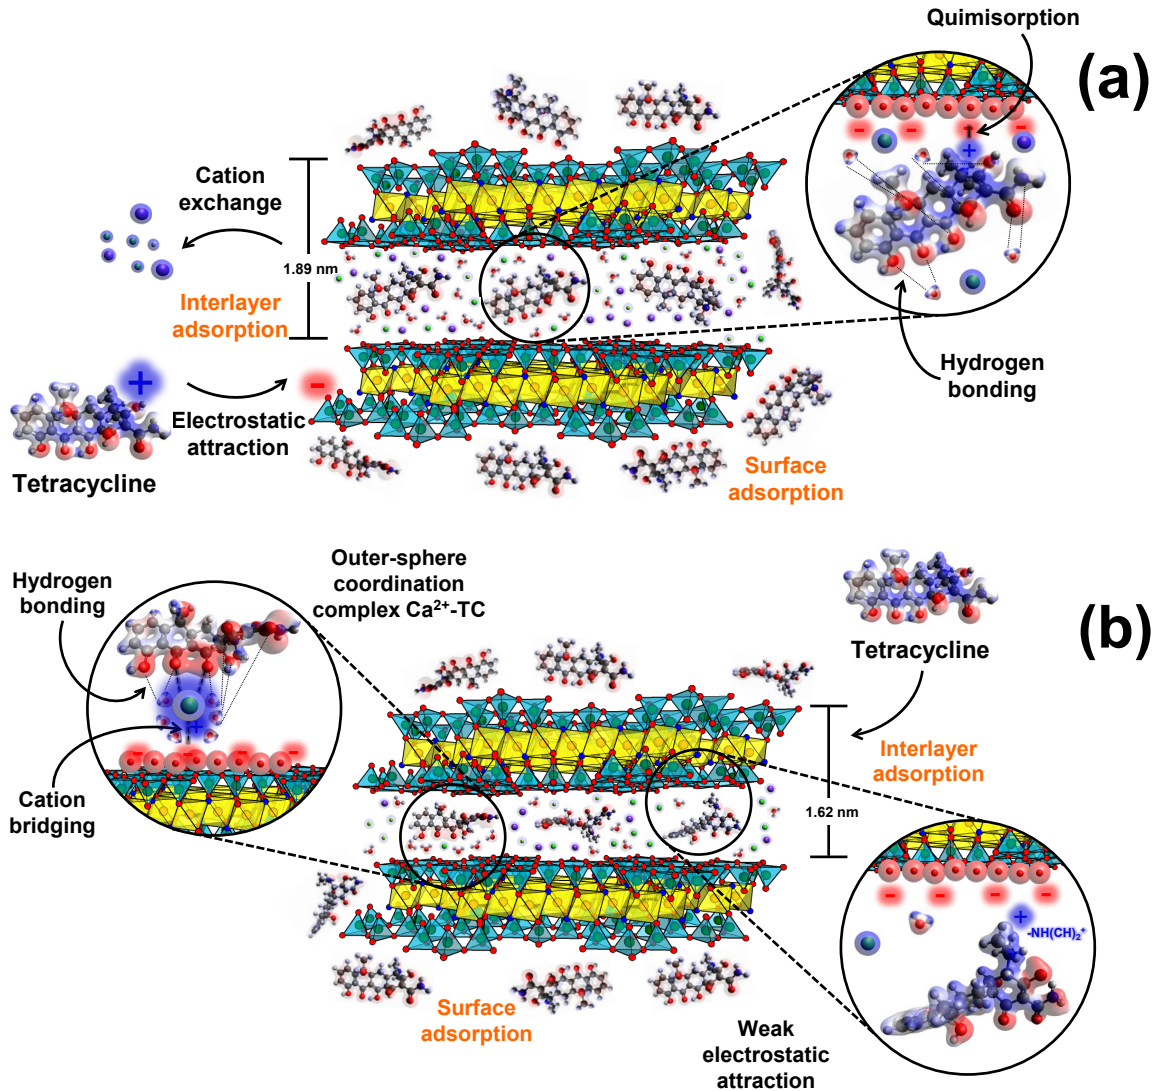 Quimisorption
(a)
Cation
exchange
1.89 nm
Interlayer
adsorption
+
-
-
-
-
-
+
Hydrogen
bonding
Electrostatic
attraction
Tetracycline
Surface
adsorption
Outer-sphere
coordination
complex Ca²⁺-TC
Hydrogen
bonding
(b)
Tetracycline
Interlayer
adsorption
-
-
-
-
+
Cation
bridging
1.62 nm
-
-
-
-
+
-NH(CH)₂⁺
Surface
adsorption
Weak
electrostatic
attraction